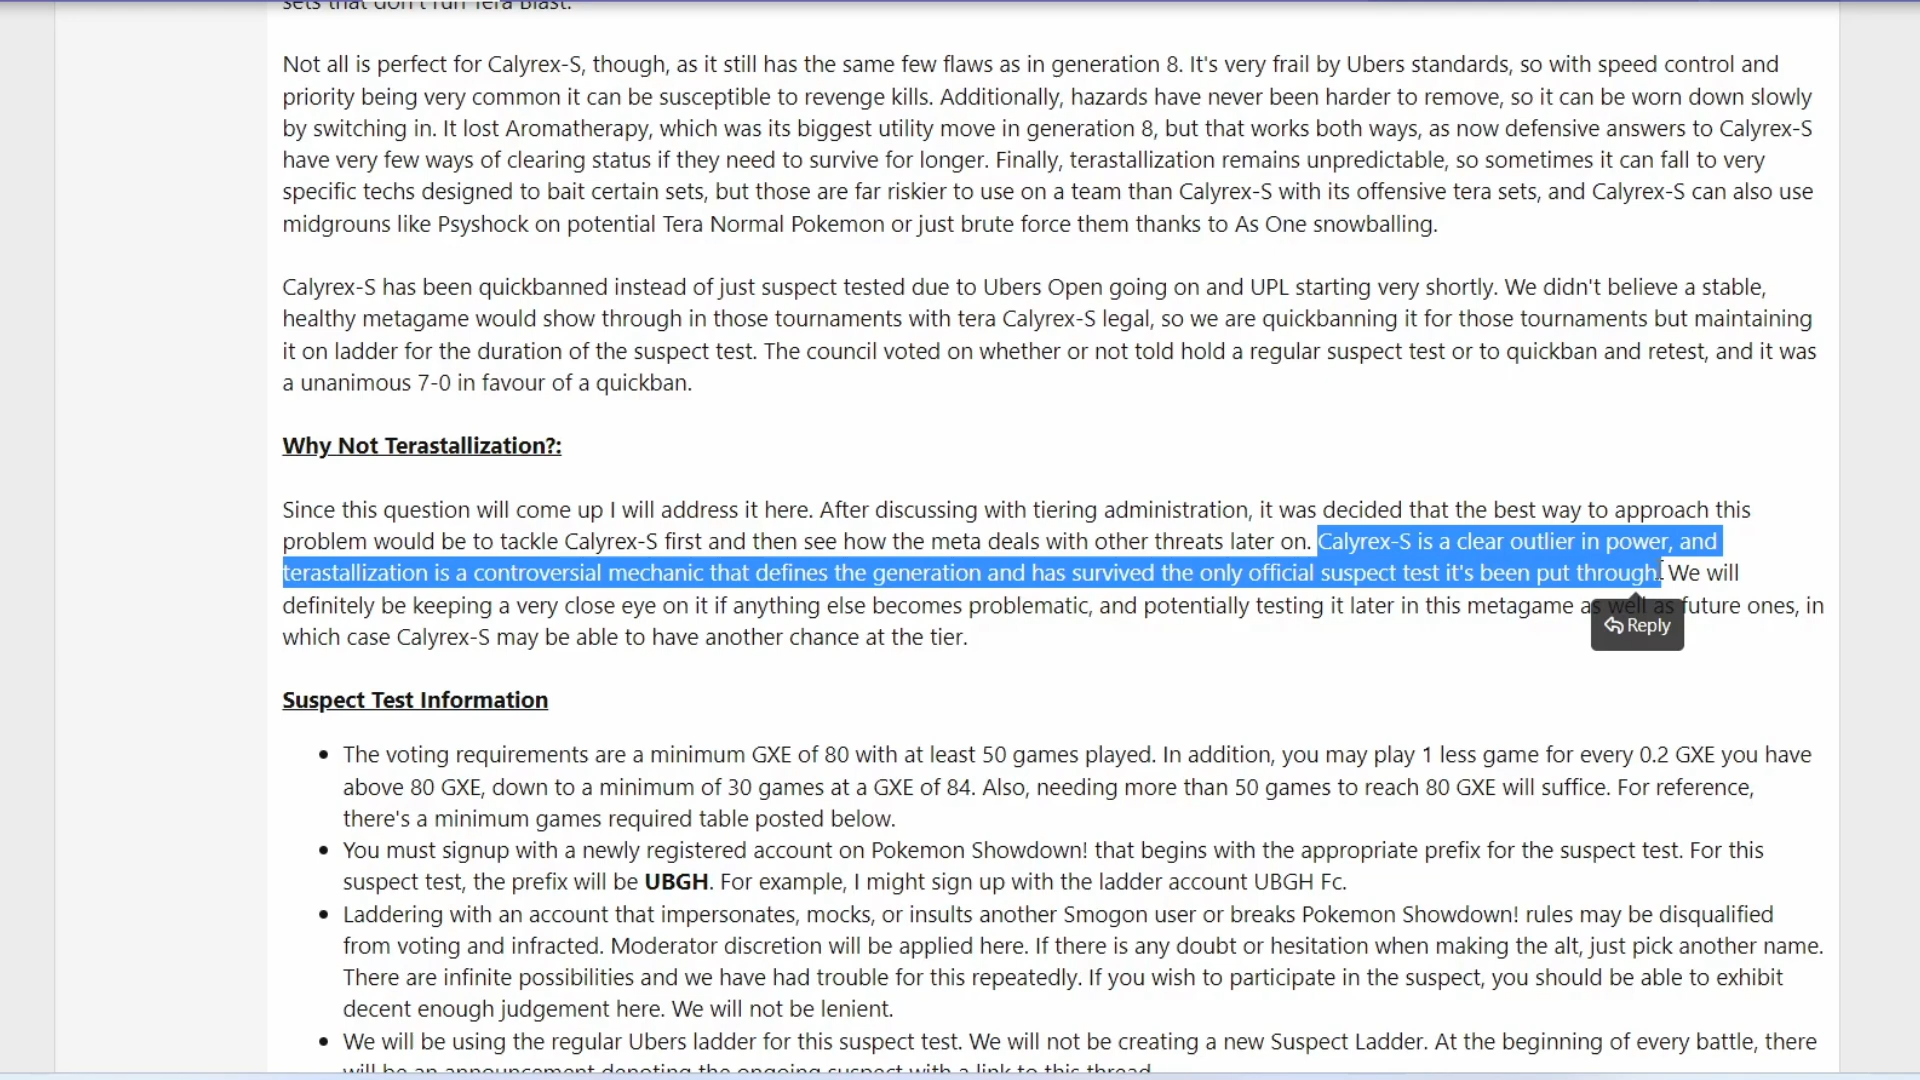 sets that don't run Tera Blast.
Not all is perfect for Calyrex-S, though, as it still has the same few flaws as in generation 8. It's very frail by Ubers standards, so with speed control and
priority being very common it can be susceptible to revenge kills. Additionally, hazards have never been harder to remove, so it can be worn down slowly
by switching in. It lost Aromatherapy, which was its biggest utility move in generation 8, but that works both ways, as now defensive answers to Calyrex-S
have very few ways of clearing status if they need to survive for longer. Finally, terastallization remains unpredictable, so sometimes it can fall to very
specific techs designed to bait certain sets, but those are far riskier to use on a team than Calyrex-S with its offensive tera sets, and Calyrex-S can also use
midgrouns like Psyshock on potential Tera Normal Pokemon or just brute force them thanks to As One snowballing.
Calyrex-S has been quickbanned instead of just suspect tested due to Ubers Open going on and UPL starting very shortly. We didn't believe a stable,
healthy metagame would show through in those tournaments with tera Calyrex-S legal, so we are quickbanning it for those tournaments but maintaining
it on ladder for the duration of the suspect test. The council voted on whether or not told hold a regular suspect test or to quickban and retest, and it was
a unanimous 7-0 in favour of a quickban.
Why Not Terastallization?:
Since this question will come up I will address it here. After discussing with tiering administration, it was decided that the best way to approach this
problem would be to tackle Calyrex-S first and then see how the meta deals with other threats later on. Calyrex-S is a clear outlier in power, and
terastallization is a controversial mechanic that defines the generation and has survived the only official suspect test it's been put through. We will
definitely be keeping a very close eye on it if anything else becomes problematic, and potentially testing it later in this metagame as well as future ones, in
which case Calyrex-S may be able to have another chance at the tier.
Reply
Suspect Test Information
• The voting requirements are a minimum GXE of 80 with at least 50 games played. In addition, you may play 1 less game for every 0.2 GXE you have
above 80 GXE, down to a minimum of 30 games at a GXE of 84. Also, needing more than 50 games to reach 80 GXE will suffice. For reference,
there's a minimum games required table posted below.
• You must signup with a newly registered account on Pokemon Showdown! that begins with the appropriate prefix for the suspect test. For this
suspect test, the prefix will be UBGH. For example, I might sign up with the ladder account UBGH Fc.
• Laddering with an account that impersonates, mocks, or insults another Smogon user or breaks Pokemon Showdown! rules may be disqualified
from voting and infracted. Moderator discretion will be applied here. If there is any doubt or hesitation when making the alt, just pick another name.
There are infinite possibilities and we have had trouble for this repeatedly. If you wish to participate in the suspect, you should be able to exhibit
decent enough judgement here. We will not be lenient.
• We will be using the regular Ubers ladder for this suspect test. We will not be creating a new Suspect Ladder. At the beginning of every battle, there
will be an announcement denoting the ongoing suspect with a link to this thread.